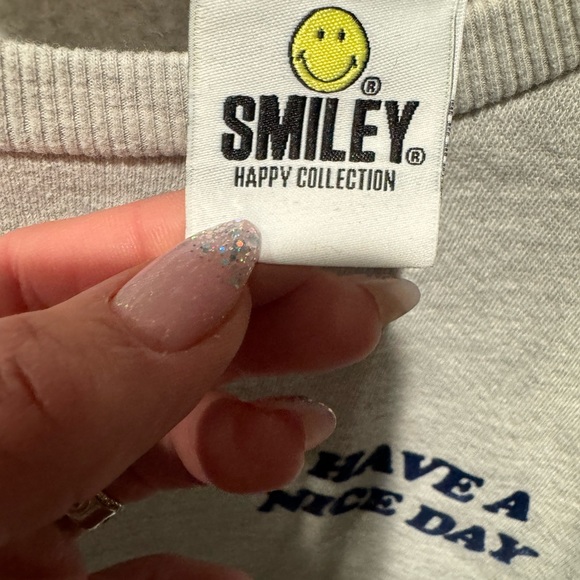 ®
SMILEY®
HAPPY COLLECTION
HAVE A
NICE DAY